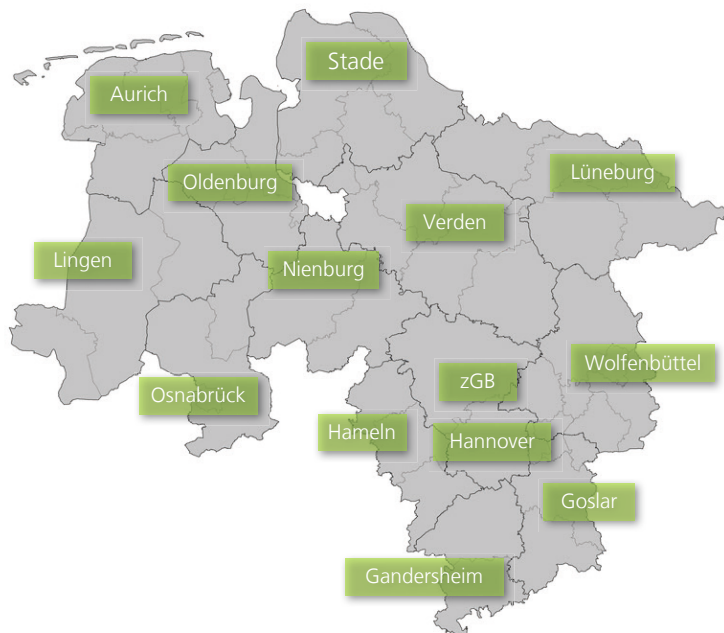 Stade
Aurich
Oldenburg
Lüneburg
Verden
Lingen
Nienburg
Wolfenbüttel
zGB
Osnabrück
Hameln
Hannover
Goslar
Gandersheim